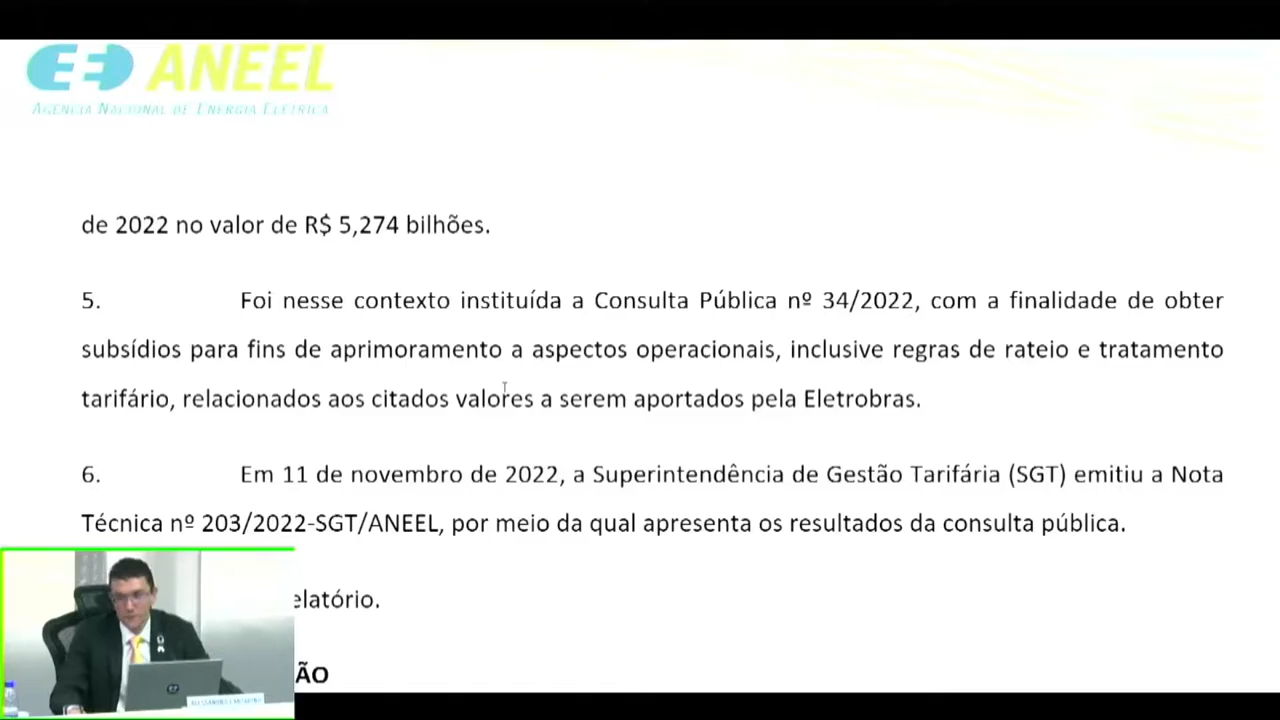 ANEEL
AGÊNCIA NACIONAL DE ENERGIA ELÉTRICA
de 2022 no valor de R$ 5,274 bilhões.
5. Foi nesse contexto instituída a Consulta Pública nº 34/2022, com a finalidade de obter
subsídios para fins de aprimoramento a aspectos operacionais, inclusive regras de rateio e tratamento
tarifário, relacionados aos citados valores a serem aportados pela Eletrobras.
6. Em 11 de novembro de 2022, a Superintendência de Gestão Tarifária (SGT) emitiu a Nota
Técnica nº 203/2022-SGT/ANEEL, por meio da qual apresenta os resultados da consulta pública.
elatório.
ÃO